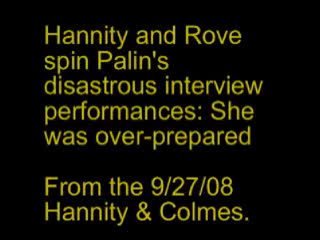 Hannity and Rove
spin Palin's
disastrous interview
performances: She
was over-prepared
From the 9/27/08
Hannity & Colmes.